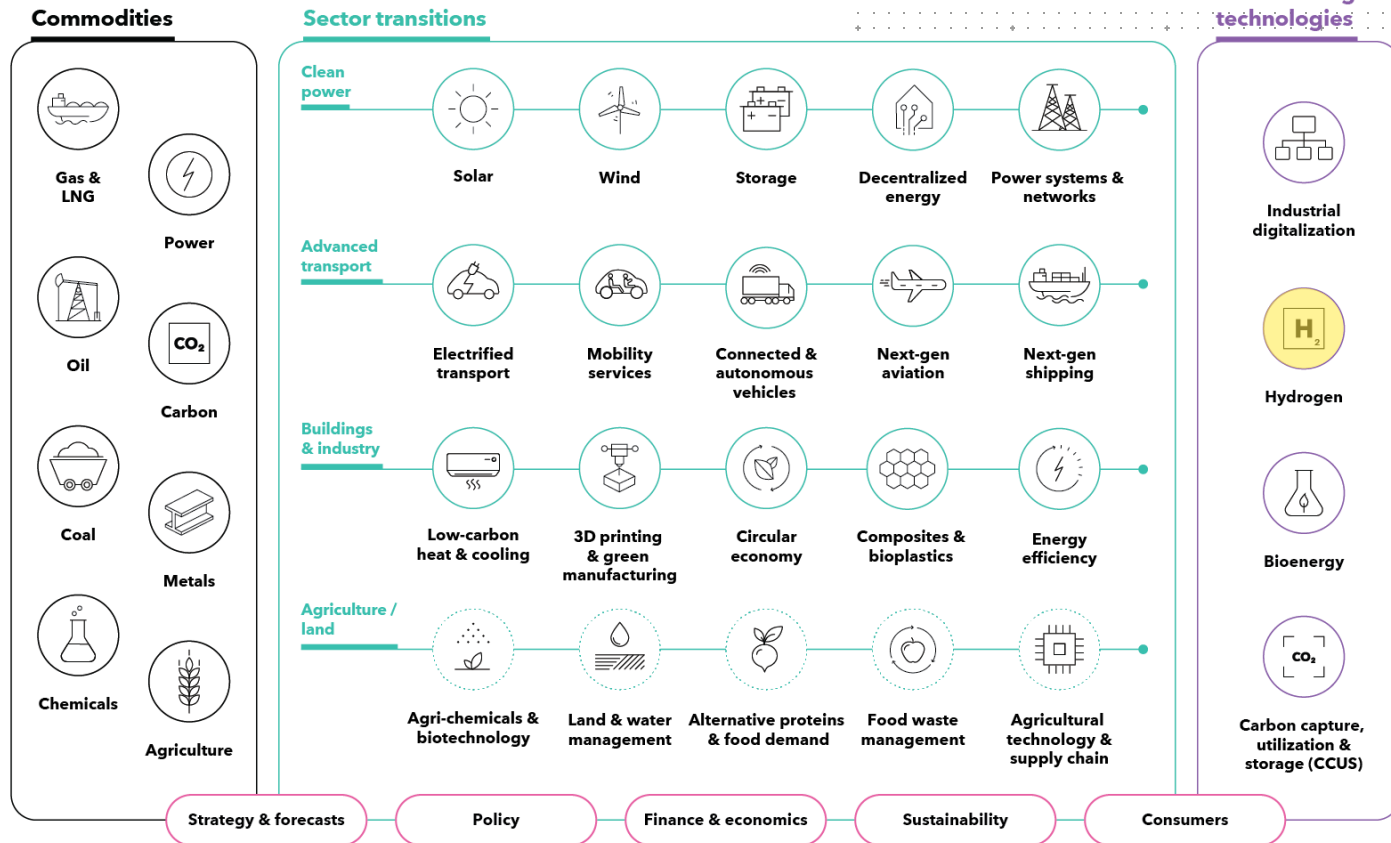 Commodities
Gas &
LNG
Power
Oil
CO₂
Carbon
Coal
Metals
Chemicals
Agriculture
Sector transitions
Clean
power
Solar
Wind
Storage
Decentralized
energy
Power systems &
networks
Advanced
transport
Electrified
transport
Mobility
services
Connected &
autonomous
vehicles
Next-gen
aviation
Next-gen
shipping
Buildings
& industry
Low-carbon
heat & cooling
3D printing
& green
manufacturing
Circular
economy
Composites &
bioplastics
Energy
efficiency
Agriculture /
land
Agri-chemicals &
biotechnology
Land & water
management
Alternative proteins
& food demand
Food waste
management
Agricultural
technology &
supply chain
technologies
Industrial
digitalization
H₂
Hydrogen
Bioenergy
CO₂
Carbon capture,
utilization &
storage (CCUS)
Strategy & forecasts
Policy
Finance & economics
Sustainability
Consumers